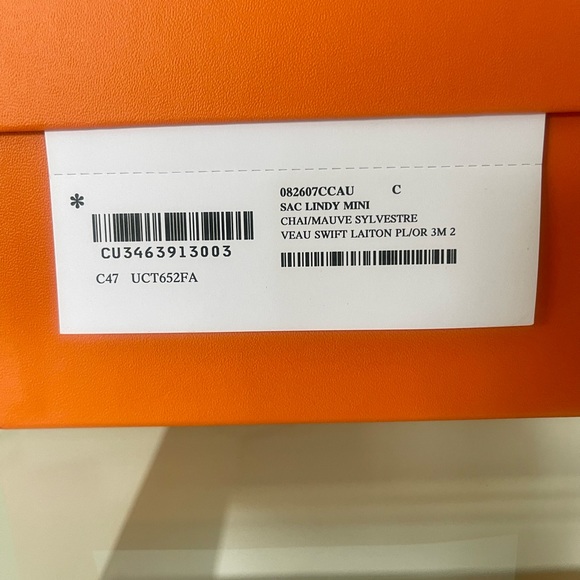 *
CU3463913003
C47 UCT652FA
082607CCAU C
SAC LINDY MINI
CHAI/MAUVE SYLVESTRE
VEAU SWIFT LAITON PL/OR 3M 2